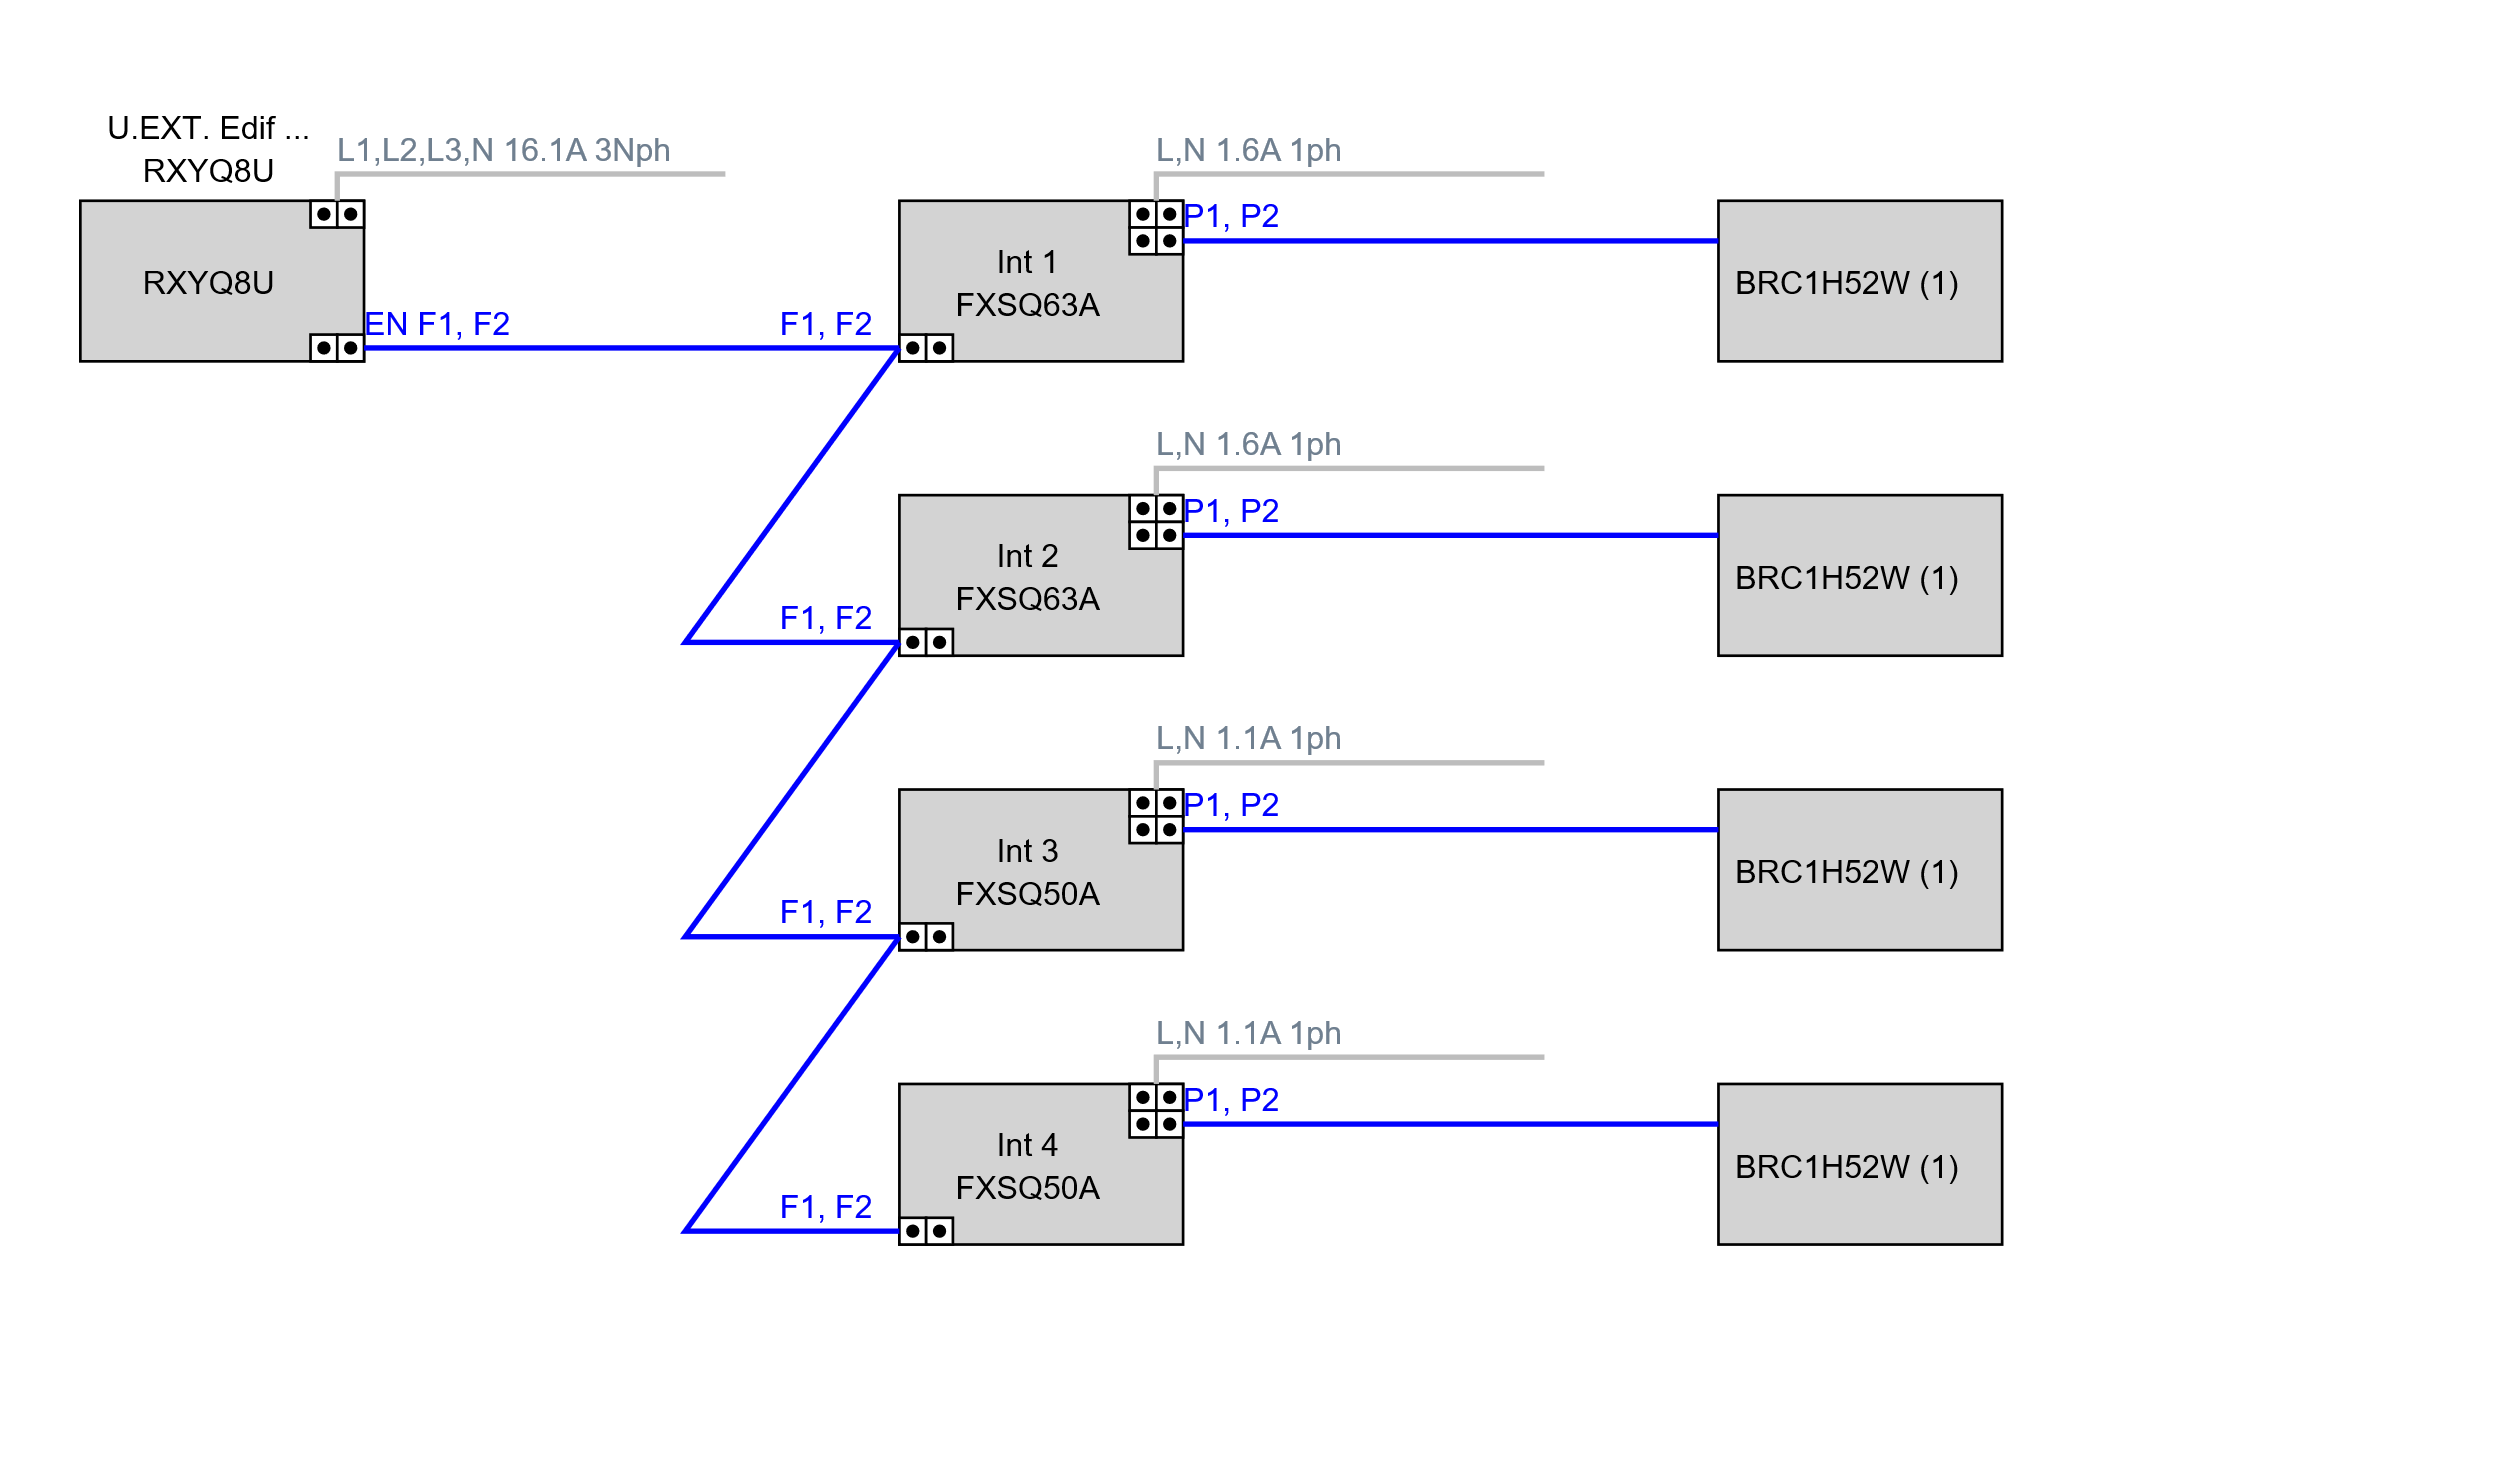 U.EXT. Edif ...
RXYQ8U
L1,L2,L3,N 16.1A 3Nph
RXYQ8U
EN F1, F2
F1, F2
L,N 1.6A 1ph
P1, P2
Int 1
FXSQ63A
BRC1H52W (1)
L,N 1.6A 1ph
P1, P2
Int 2
FXSQ63A
F1, F2
BRC1H52W (1)
L,N 1.1A 1ph
P1, P2
Int 3
FXSQ50A
F1, F2
BRC1H52W (1)
L,N 1.1A 1ph
P1, P2
Int 4
FXSQ50A
F1, F2
BRC1H52W (1)